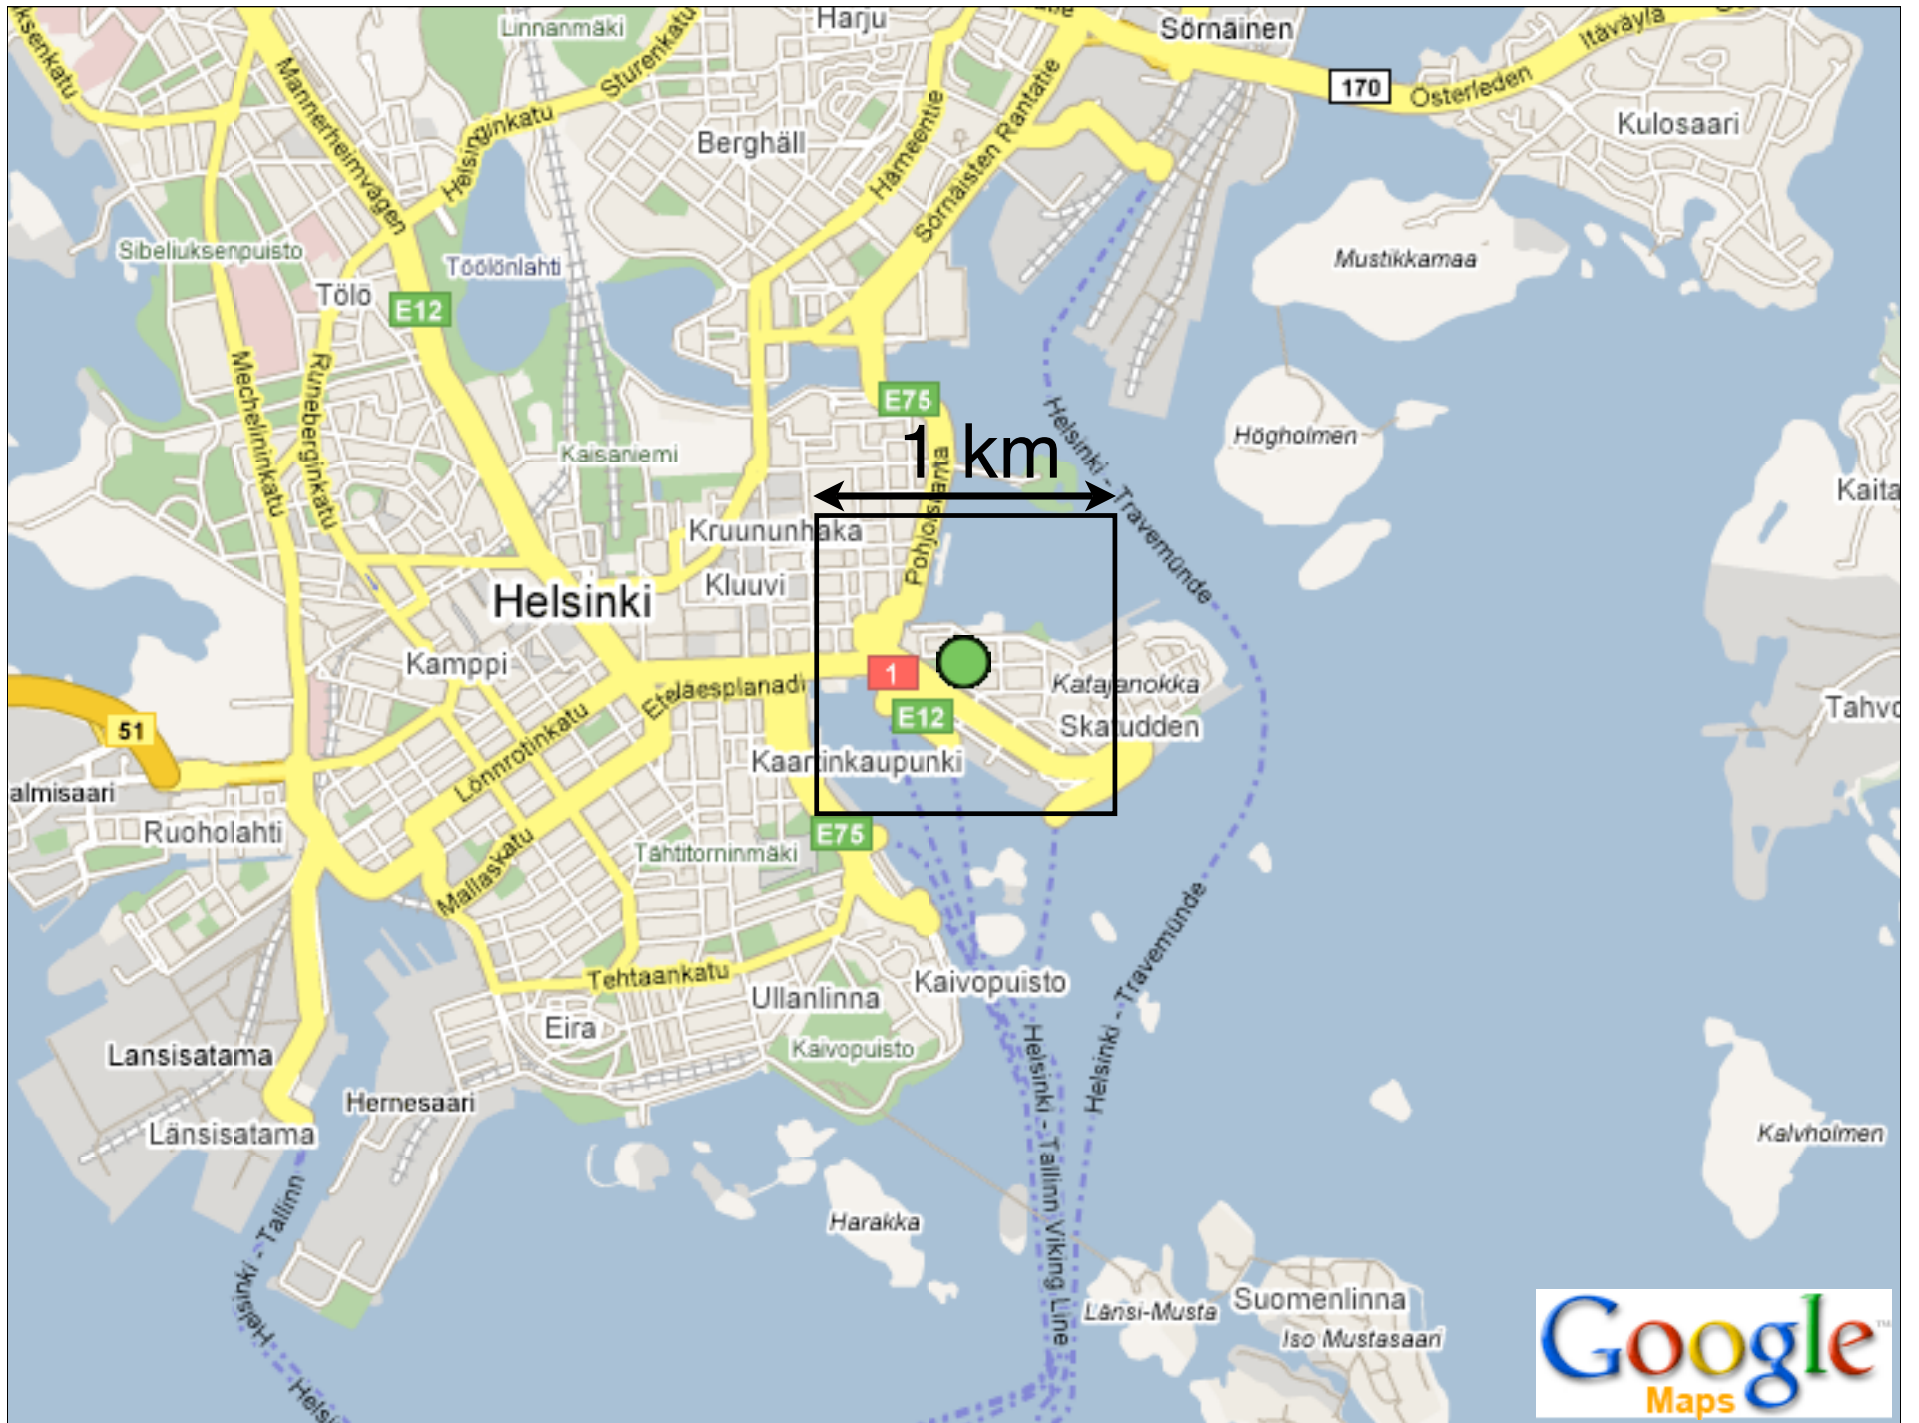 Linnanmäki
Harju
Sörnäinen
Itäväylä
Sturenkatu
Mannerheimvägen
170
Österleden
Helsinginkatu
Berghäll
Hämeentie
Sörnäisten Rantatie
Kulosaari
Sibeliuksenpuisto
Töölönlahti
Mustikkamaa
Tölö
E12
Mechelininkatu
Runeberginkatu
E75
Högholmen
1 km
Kaisaniemi
Helsinki - Travemünde
Kaita
Kruununhaka
Kluuvi
Helsinki
Kamppi
1
Katajanokka
Eteläesplanadi
E12
Skatudden
Tahvo
51
Lönnrotinkatu
Kaartinkaupunki
almisaari
Ruoholahti
E75
Tähtitorninmäki
Mallaskatu
Helsinki - Travemünde
Tehtaankatu
Kaivopuisto
Ullanlinna
Eira
Kaivopuisto
Lansisatama
Hernesaari
Länsisatama
Helsinki - Tallinn
Helsinki - Tallinn Viking Line
Kalvholmen
Harakka
Länsi-Musta
Suomenlinna
Iso Mustasaari
Helsinki
Helsi
Google
Maps